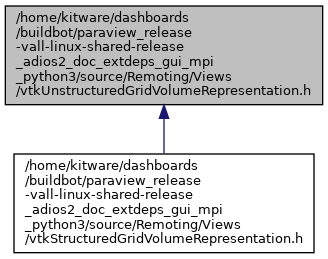 /home/kitware/dashboards
/buildbot/paraview_release
-vall-linux-shared-release
_adios2_doc_extdeps_gui_mpi
_python3/source/Remoting/Views
/vtkUnstructuredGridVolumeRepresentation.h
/home/kitware/dashboards
/buildbot/paraview_release
-vall-linux-shared-release
_adios2_doc_extdeps_gui_mpi
_python3/source/Remoting/Views
/vtkStructuredGridVolumeRepresentation.h